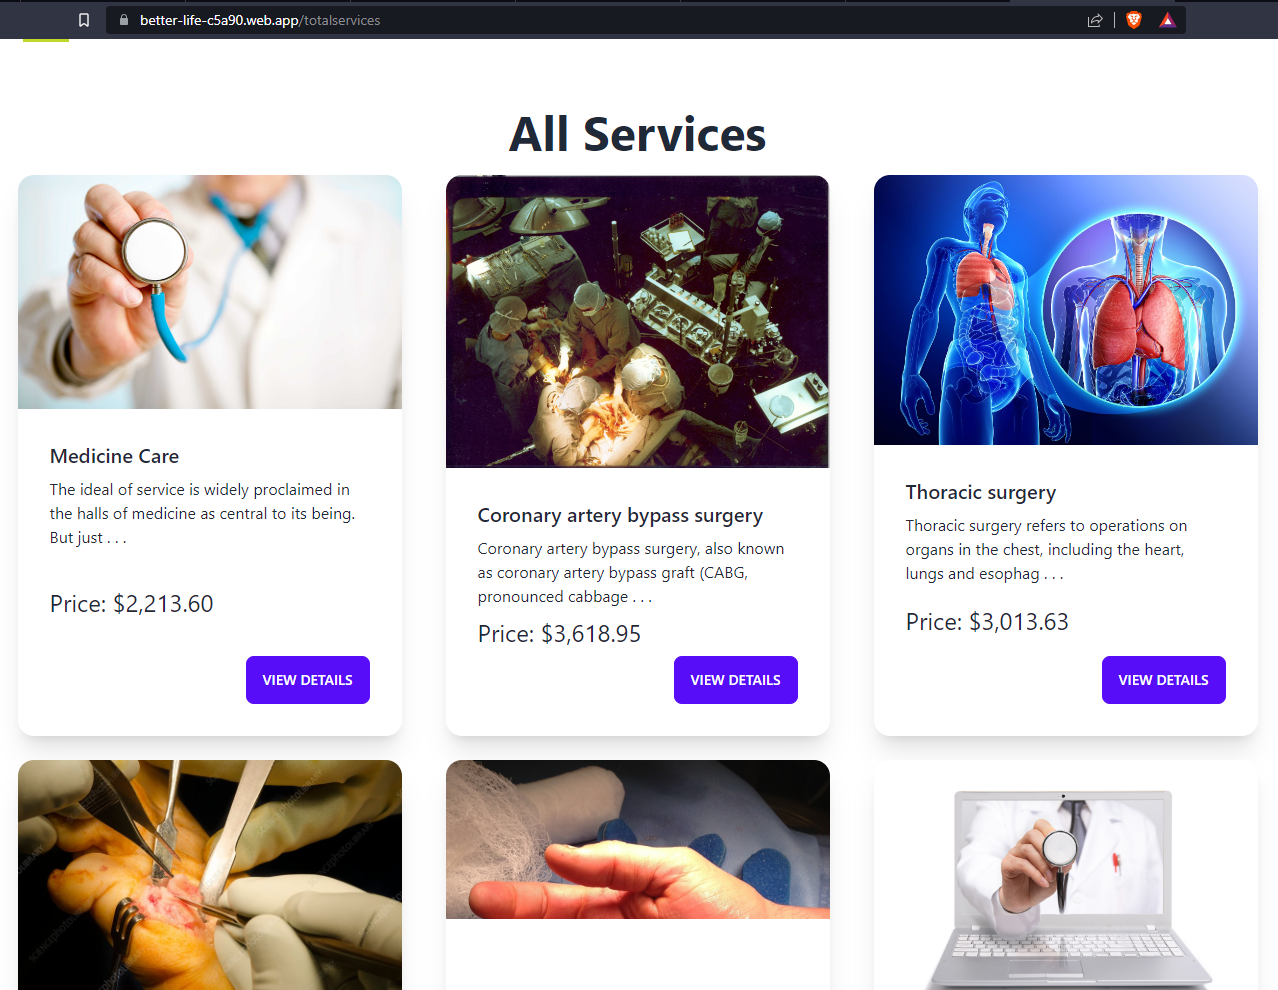 better-life-c5a90.web.app/totalservices
All Services
Medicine Care
The ideal of service is widely proclaimed in
the halls of medicine as central to its being.
But just . . .
Price: $2,213.60
VIEW DETAILS
Coronary artery bypass surgery
Coronary artery bypass surgery, also known
as coronary artery bypass graft (CABG,
pronounced cabbage . . .
Price: $3,618.95
VIEW DETAILS
Thoracic surgery
Thoracic surgery refers to operations on
organs in the chest, including the heart,
lungs and esophag . . .
Price: $3,013.63
VIEW DETAILS